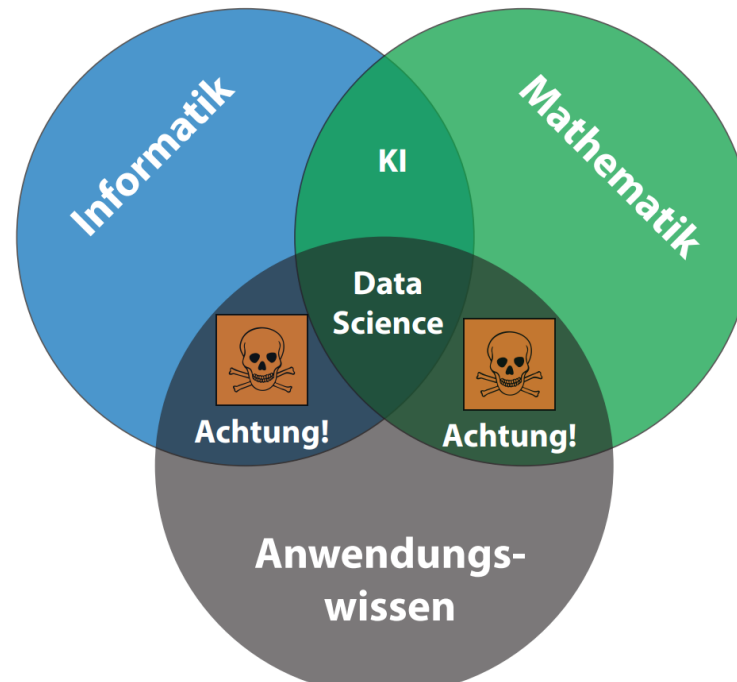 Informatik
Mathematik
KI
Data
Science
Achtung!
Achtung!
Anwendungs-
wissen